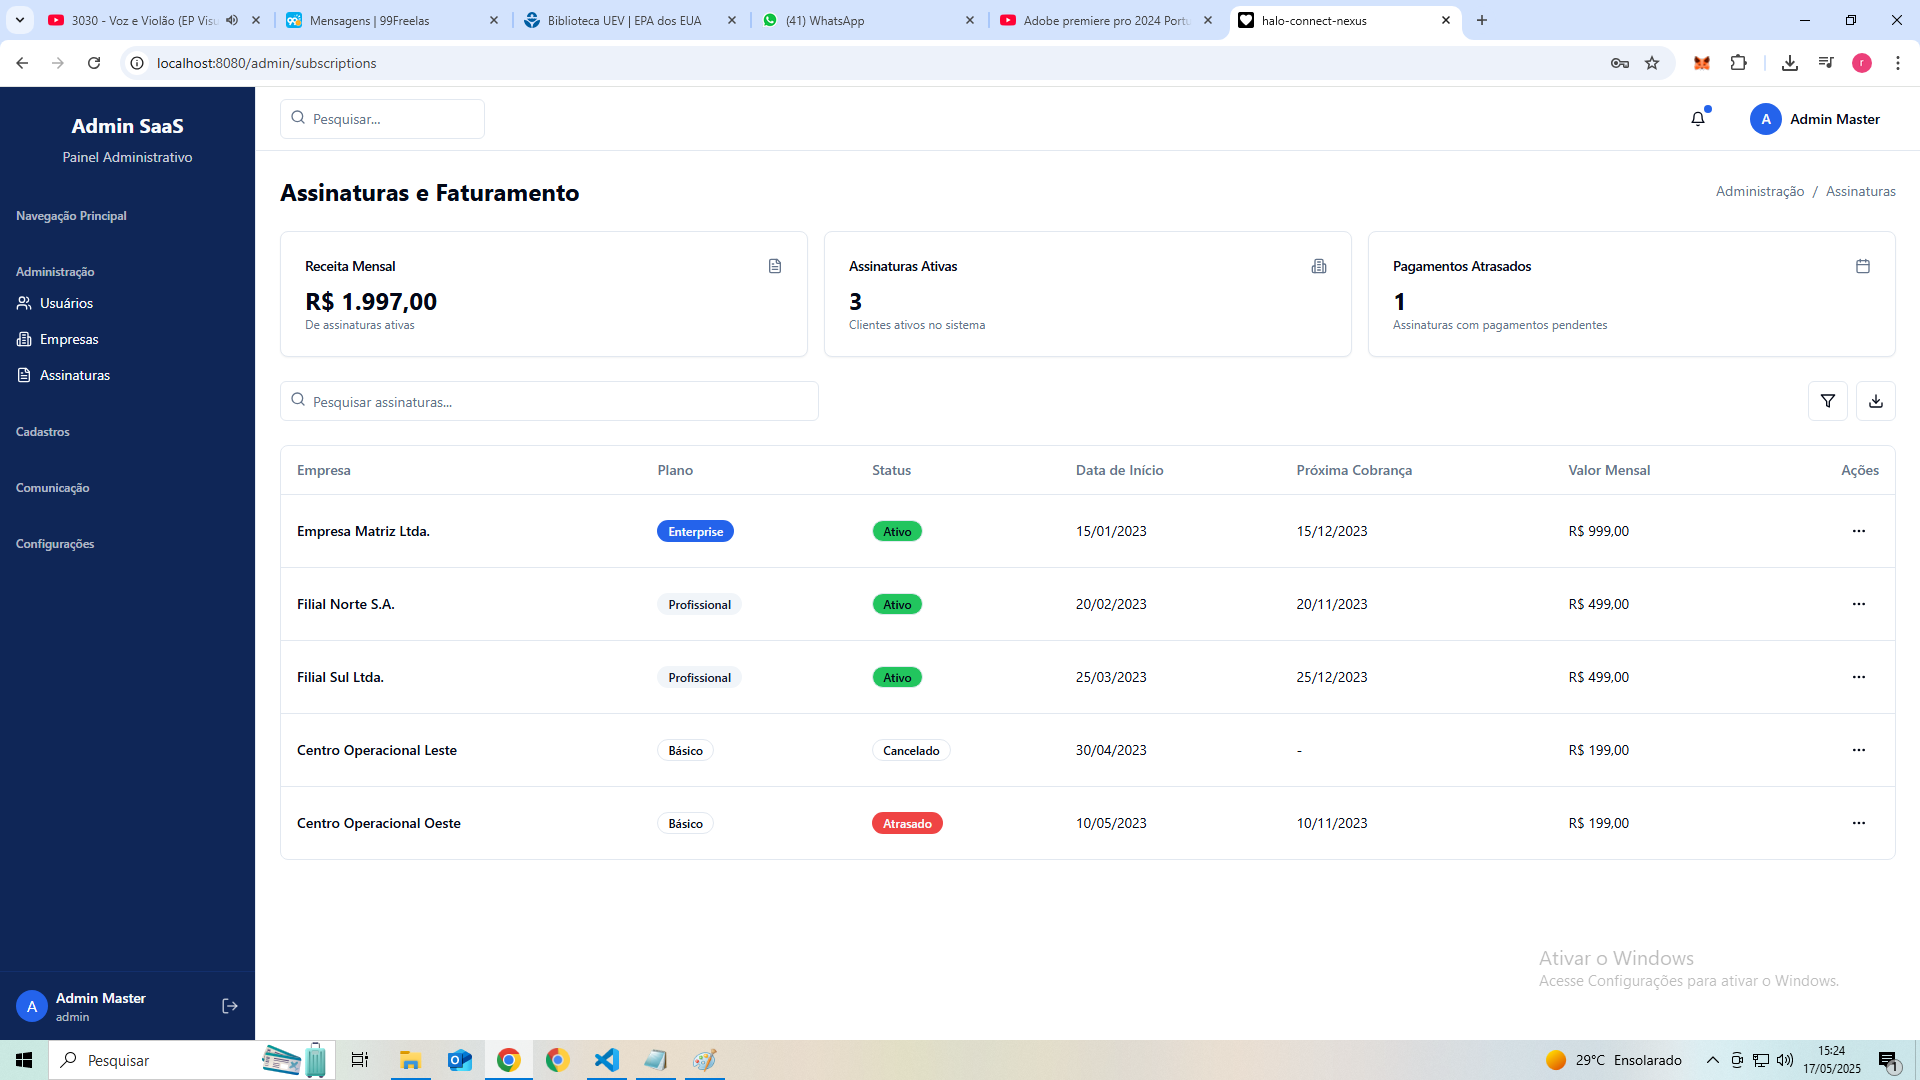 3030 - Voz e Violão (EP Visu
Mensagens | 99Freelas
Biblioteca UEV | EPA dos EUA
(41) WhatsApp
Adobe premiere pro 2024 Portu
halo-connect-nexus
localhost:8080/admin/subscriptions
r
Admin SaaS
Painel Administrativo
Navegação Principal
Administração
Usuários
Empresas
Assinaturas
Cadastros
Comunicação
Configurações
A
Admin Master
admin
Pesquisar...
A
Admin Master
Assinaturas e Faturamento
Administração / Assinaturas
Receita Mensal
R$ 1.997,00
De assinaturas ativas
Assinaturas Ativas
3
Clientes ativos no sistema
Pagamentos Atrasados
1
Assinaturas com pagamentos pendentes
Pesquisar assinaturas...
Empresa Plano Status Data de Início Próxima Cobrança Valor Mensal Ações
Empresa Matriz Ltda. Enterprise Ativo 15/01/2023 15/12/2023 R$ 999,00 ...
Filial Norte S.A. Profissional Ativo 20/02/2023 20/11/2023 R$ 499,00 ...
Filial Sul Ltda. Profissional Ativo 25/03/2023 25/12/2023 R$ 499,00 ...
Centro Operacional Leste Básico Cancelado 30/04/2023 - R$ 199,00 ...
Centro Operacional Oeste Básico Atrasado 10/05/2023 10/11/2023 R$ 199,00 ...
Ativar o Windows
Acesse Configurações para ativar o Windows.
Pesquisar
29°C Ensolarado
15:24
17/05/2025
1